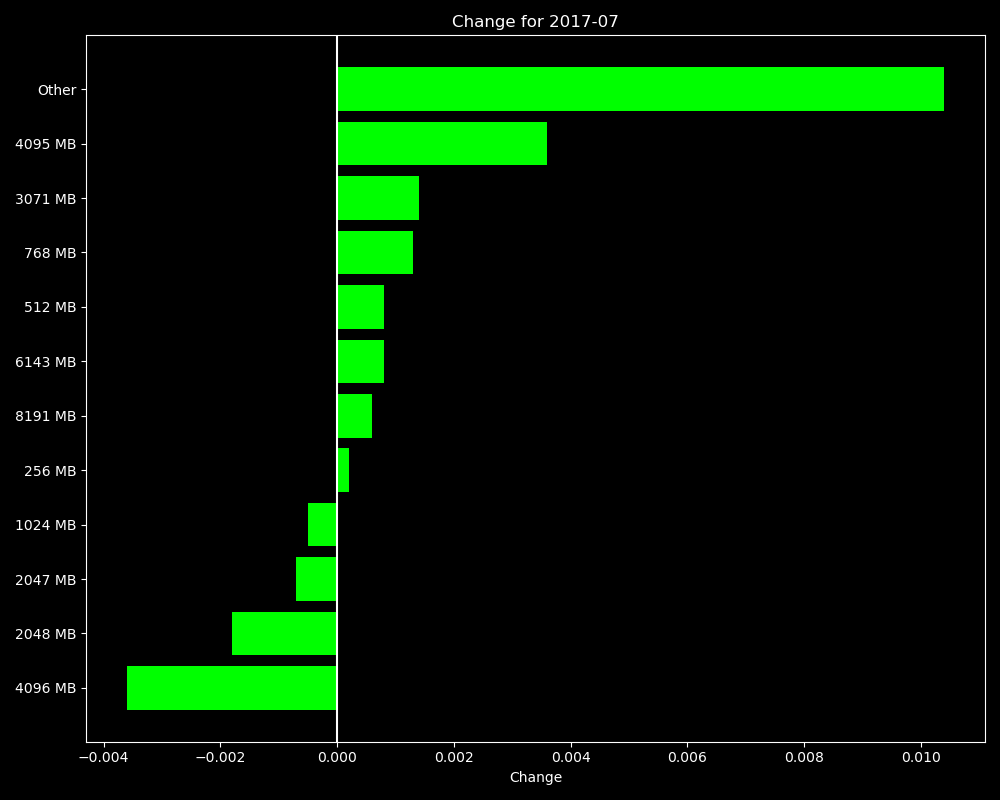 Change for 2017-07
Other
4095 MB
3071 MB
768 MB
512 MB
6143 MB
8191 MB
256 MB
1024 MB
2047 MB
2048 MB
4096 MB
−0.004 −0.002 0.000 0.002 0.004 0.006 0.008 0.010
Change